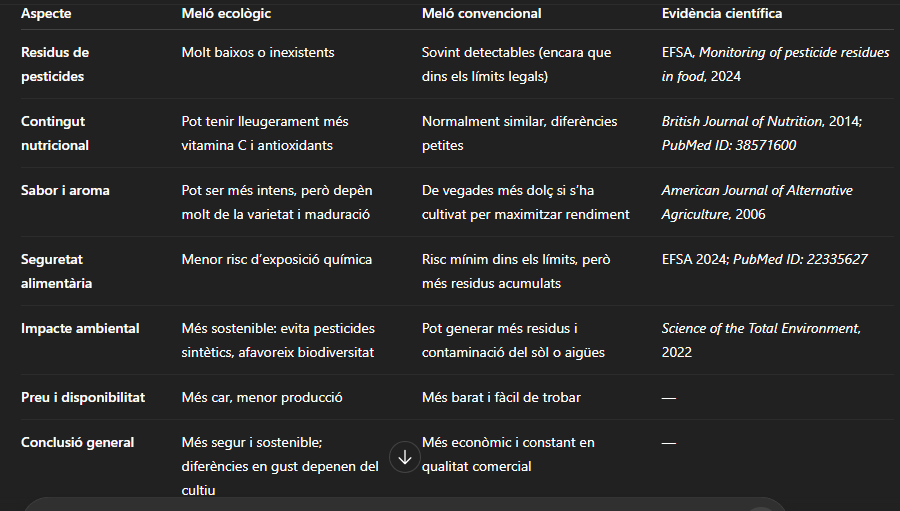 Aspecte Meló ecològic Meló convencional Evidència científica
Residus de Molt baixos o inexistents Sovint detectables (encara que EFSA, Monitoring of pesticide residues
pesticides dins els límits legals) in food, 2024
Contingut Pot tenir lleugerament més Normalment similar, diferències British Journal of Nutrition, 2014;
nutricional vitamina C i antioxidants petites PubMed ID: 38571600
Sabor i aroma Pot ser més intens, però depèn De vegades més dolç si s’ha American Journal of Alternative
molt de la varietat i maduració cultivat per maximitzar rendiment Agriculture, 2006
Seguretat Menor risc d’exposició química Risc mínim dins els límits, però EFSA 2024; PubMed ID: 22335627
alimentària més residus acumulats
Impacte ambiental Més sostenible: evita pesticides Pot generar més residus i Science of the Total Environment,
sintètics, afavoreix biodiversitat contaminació del sòl o aigües 2022
Preu i disponibilitat Més car, menor producció Més barat i fàcil de trobar —
Conclusió general Més segur i sostenible; Més econòmic i constant en —
diferències en gust depenen del qualitat comercial
cultiu